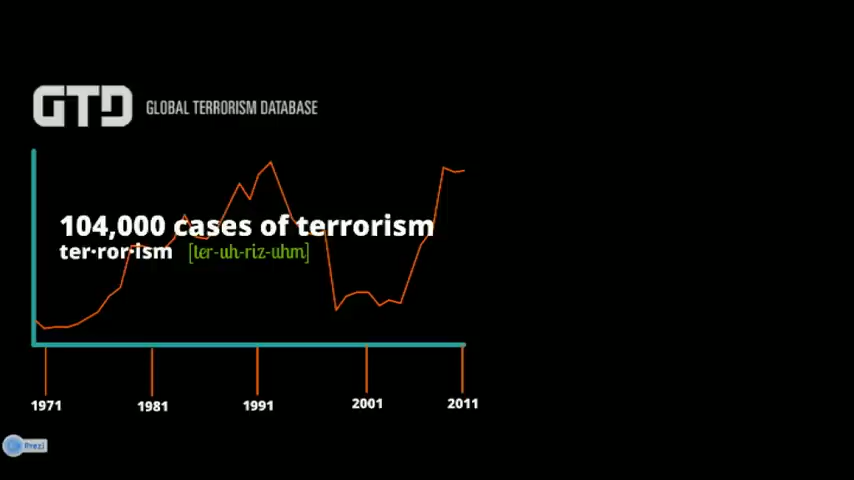 GTD GLOBAL TERRORISM DATABASE
104,000 cases of terrorism
ter·ror·ism [ter-uh-riz-uhm]
1971 1981 1991 2001 2011
Prezi